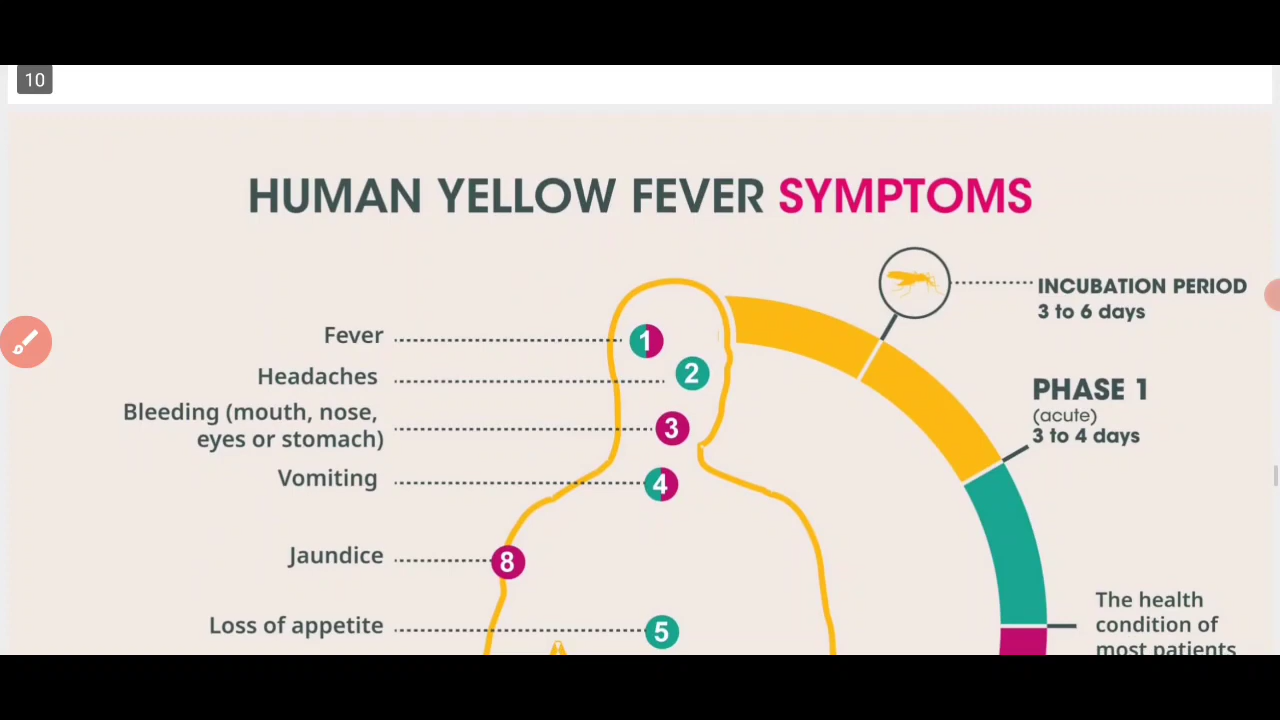 10
HUMAN YELLOW FEVER SYMPTOMS
INCUBATION PERIOD
3 to 6 days
Fever
1
Headaches
2
PHASE 1
(acute)
3 to 4 days
Bleeding (mouth, nose,
eyes or stomach)
3
Vomiting
4
Jaundice
8
Loss of appetite
5
The health
condition of
most patients